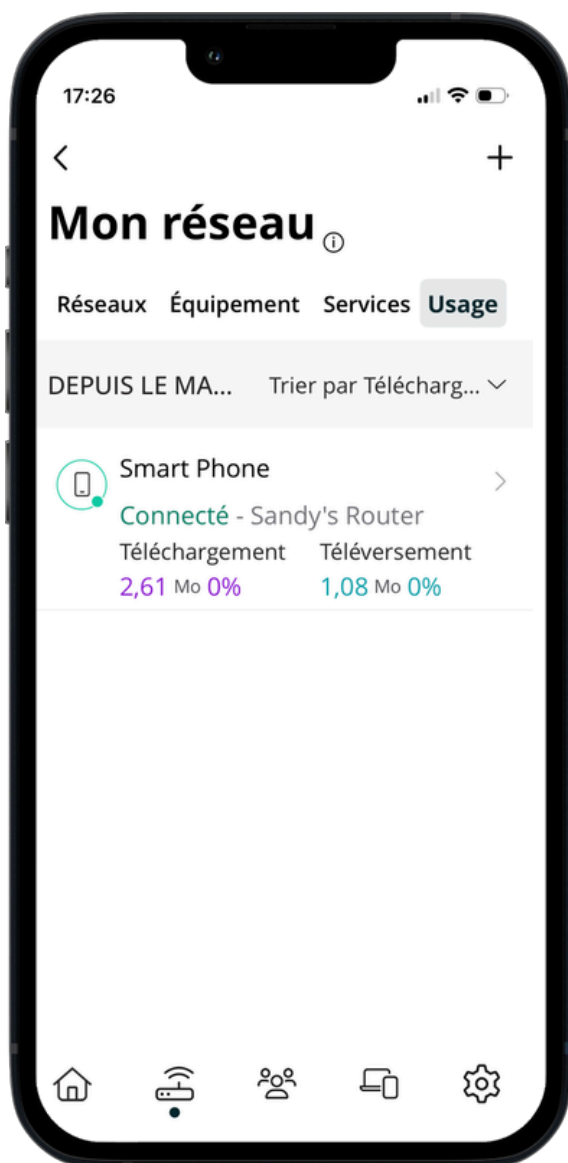 17:26
Mon réseau
Réseaux Équipement Services Usage
DEPUIS LE MA... Trier par Télécharg...
Smart Phone
Connecté - Sandy's Router
Téléchargement Téléversement
2,61 Mo 0% 1,08 Mo 0%